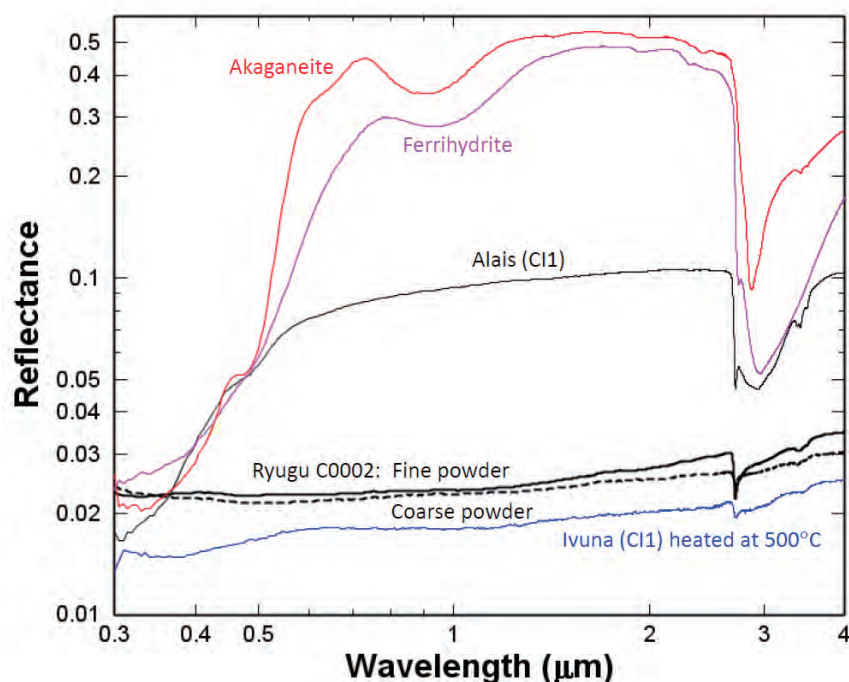 Reflectance
0.5
0.4
0.3
0.2
0.1
0.05
0.04
0.03
0.02
0.01
Akaganeite
Ferrihydrite
Alais (CI1)
Ryugu C0002: Fine powder
Coarse powder
Ivuna (CI1) heated at 500°C
0.3 0.4 0.5 1 2 3 4
Wavelength (μm)